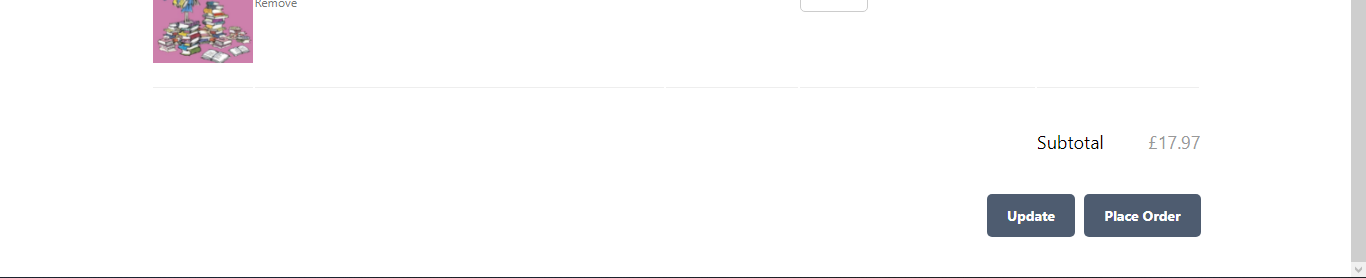 Remove
Subtotal £17.97
Update Place Order